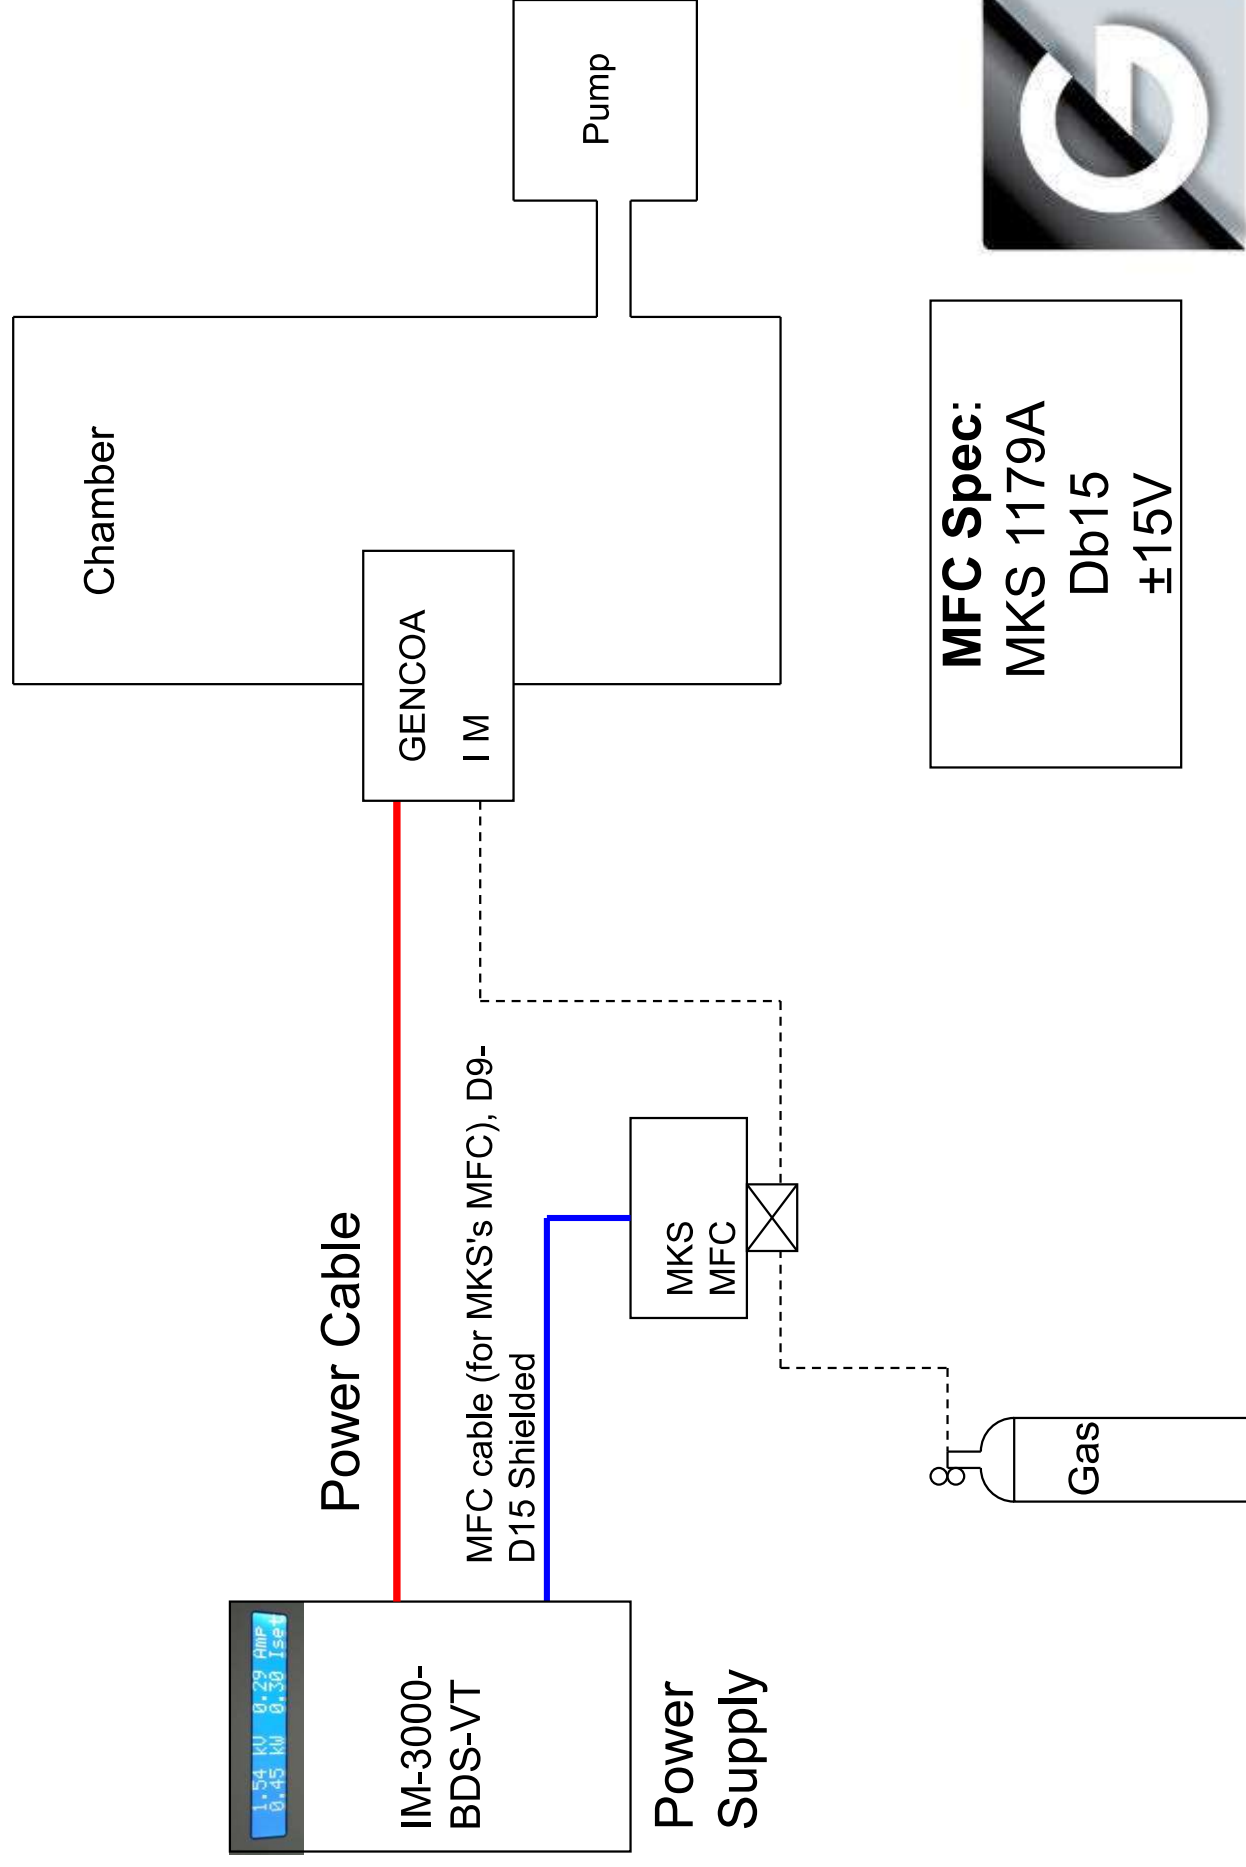 1.54 kV 0.29 Amp
0.45 kW 0.30 Iset
IM-3000-
BDS-VT
Power
Supply
Power Cable
MFC cable (for MKS's MFC), D9-
D15 Shielded
MKS
MFC
Gas
GENCOA
I M
Chamber
Pump
MFC Spec:
MKS 1179A
Db15
±15V
G